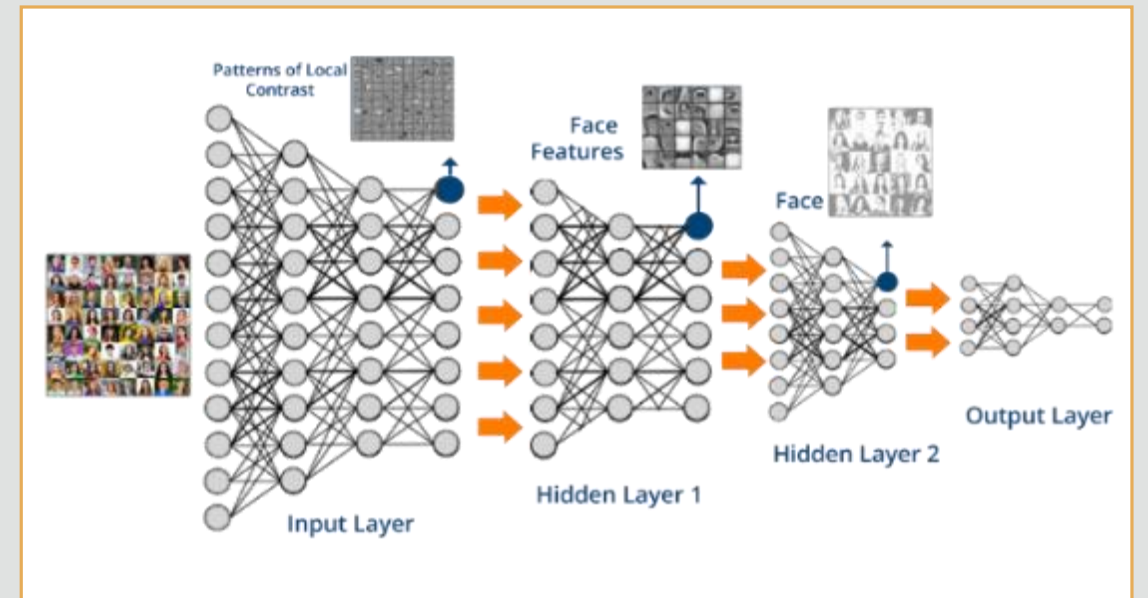 Patterns of Local
Contrast
Face
Features
Face
Input Layer
Hidden Layer 1
Hidden Layer 2
Output Layer